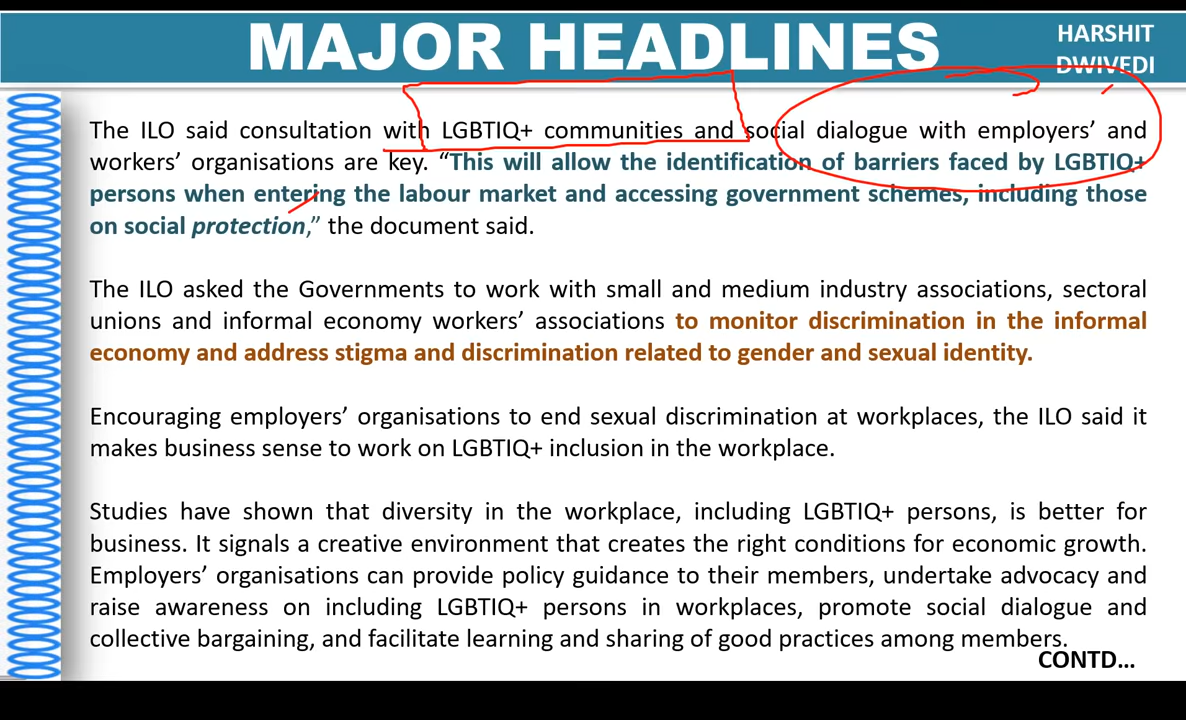 MAJOR HEADLINES
HARSHIT
DWIVEDI
The ILO said consultation with LGBTIQ+ communities and social dialogue with employers’ and
workers’ organisations are key. “This will allow the identification of barriers faced by LGBTIQ+
persons when entering the labour market and accessing government schemes, including those
on social protection,” the document said.
The ILO asked the Governments to work with small and medium industry associations, sectoral
unions and informal economy workers’ associations to monitor discrimination in the informal
economy and address stigma and discrimination related to gender and sexual identity.
Encouraging employers’ organisations to end sexual discrimination at workplaces, the ILO said it
makes business sense to work on LGBTIQ+ inclusion in the workplace.
Studies have shown that diversity in the workplace, including LGBTIQ+ persons, is better for
business. It signals a creative environment that creates the right conditions for economic growth.
Employers’ organisations can provide policy guidance to their members, undertake advocacy and
raise awareness on including LGBTIQ+ persons in workplaces, promote social dialogue and
collective bargaining, and facilitate learning and sharing of good practices among members.
CONTD...